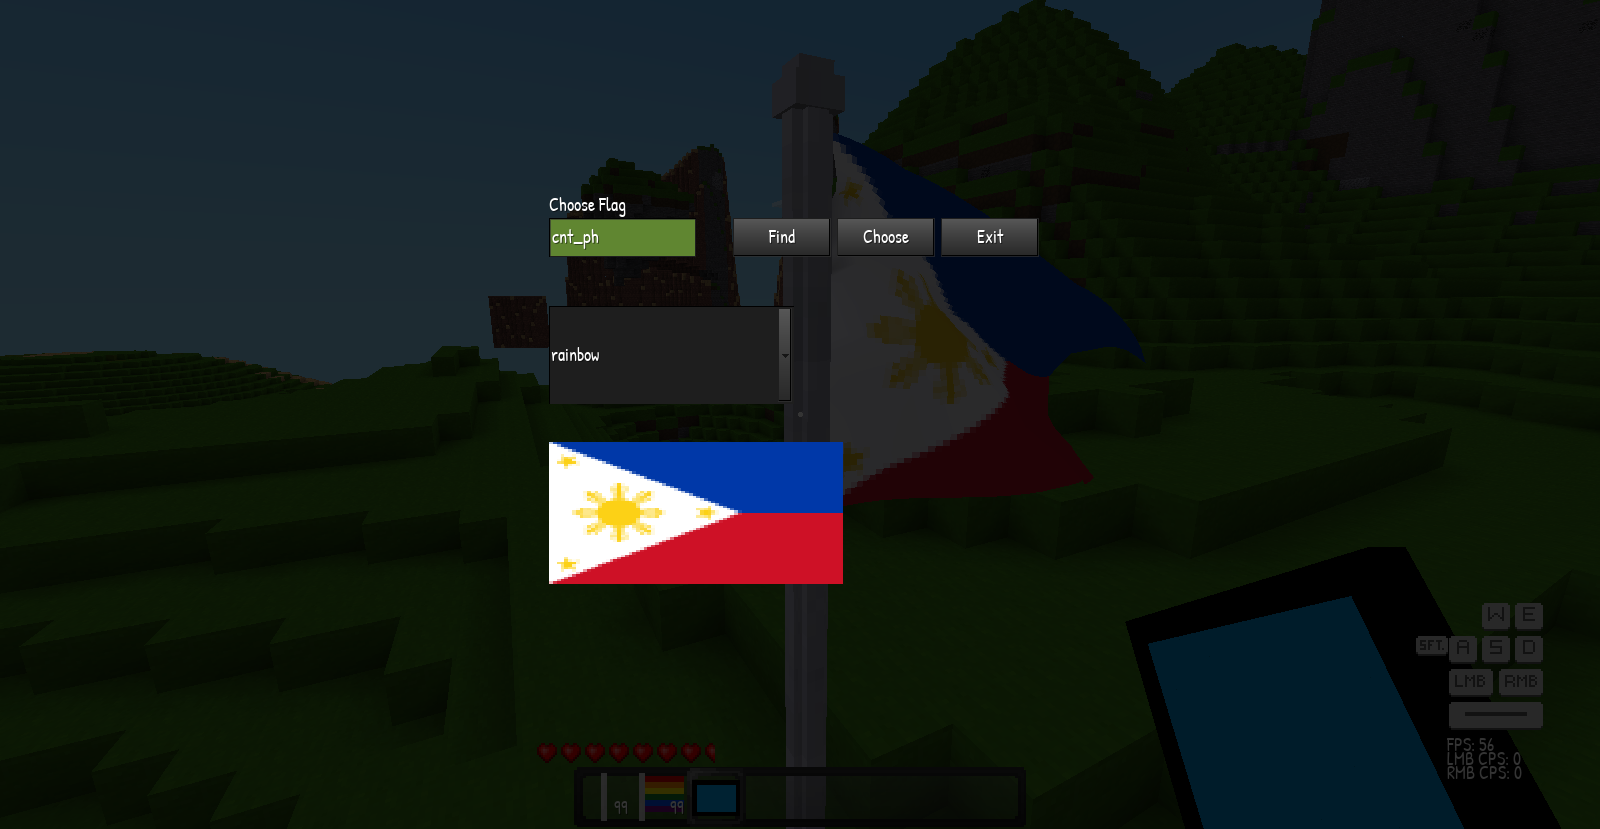 Choose Flag
cnt_ph
Find
Choose
Exit
rainbow
W E
SFT. A S D
LMB RMB
FPS: 56
LMB CPS: 0
RMB CPS: 0
99
99